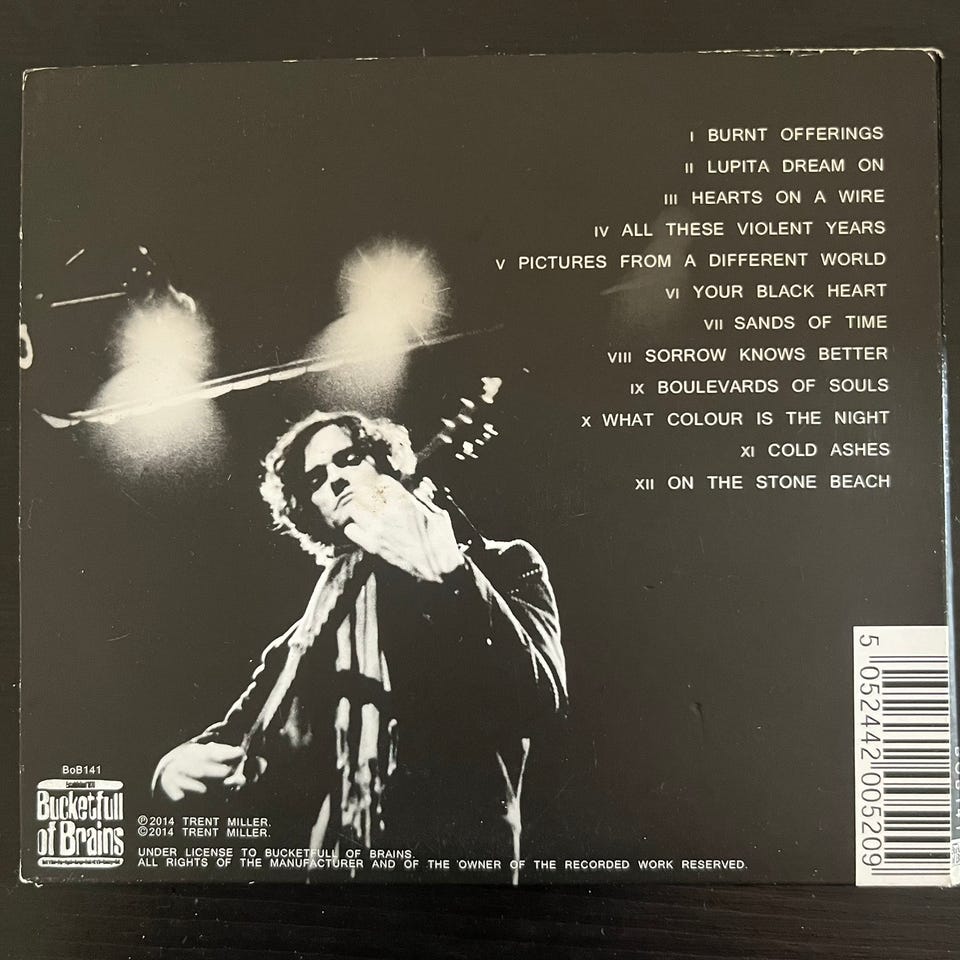 I BURNT OFFERINGS
II LUPITA DREAM ON
III HEARTS ON A WIRE
IV ALL THESE VIOLENT YEARS
V PICTURES FROM A DIFFERENT WORLD
VI YOUR BLACK HEART
VII SANDS OF TIME
VIII SORROW KNOWS BETTER
IX BOULEVARDS OF SOULS
X WHAT COLOUR IS THE NIGHT
XI COLD ASHES
XII ON THE STONE BEACH
5 052442 005209
BoB141
Bucketfull
of Brains
℗2014 TRENT MILLER.
©2014 TRENT MILLER.
UNDER LICENSE TO BUCKETFULL OF BRAINS.
ALL RIGHTS OF THE MANUFACTURER AND OF THE OWNER OF THE RECORDED WORK RESERVED.